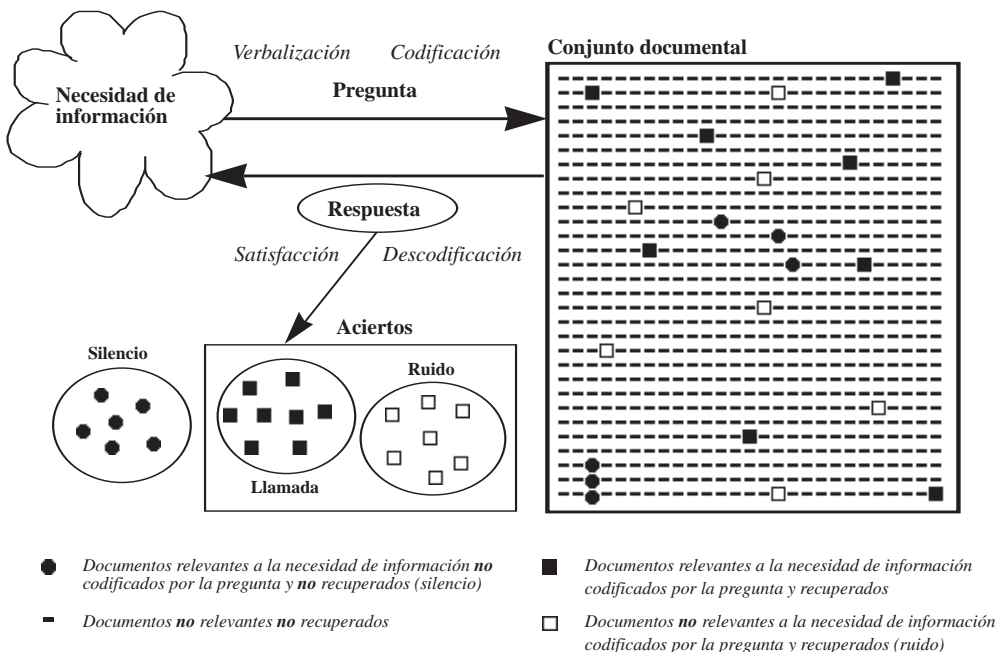 Verbalización Codificación
Conjunto documental
Necesidad de
información
Pregunta
Respuesta
Satisfacción Descodificación
Aciertos
Silencio
Ruido
Llamada
Documentos relevantes a la necesidad de información no
codificados por la pregunta y no recuperados (silencio)
Documentos no relevantes no recuperados
Documentos relevantes a la necesidad de información
codificados por la pregunta y recuperados
Documentos no relevantes a la necesidad de información
codificados por la pregunta y recuperados (ruido)